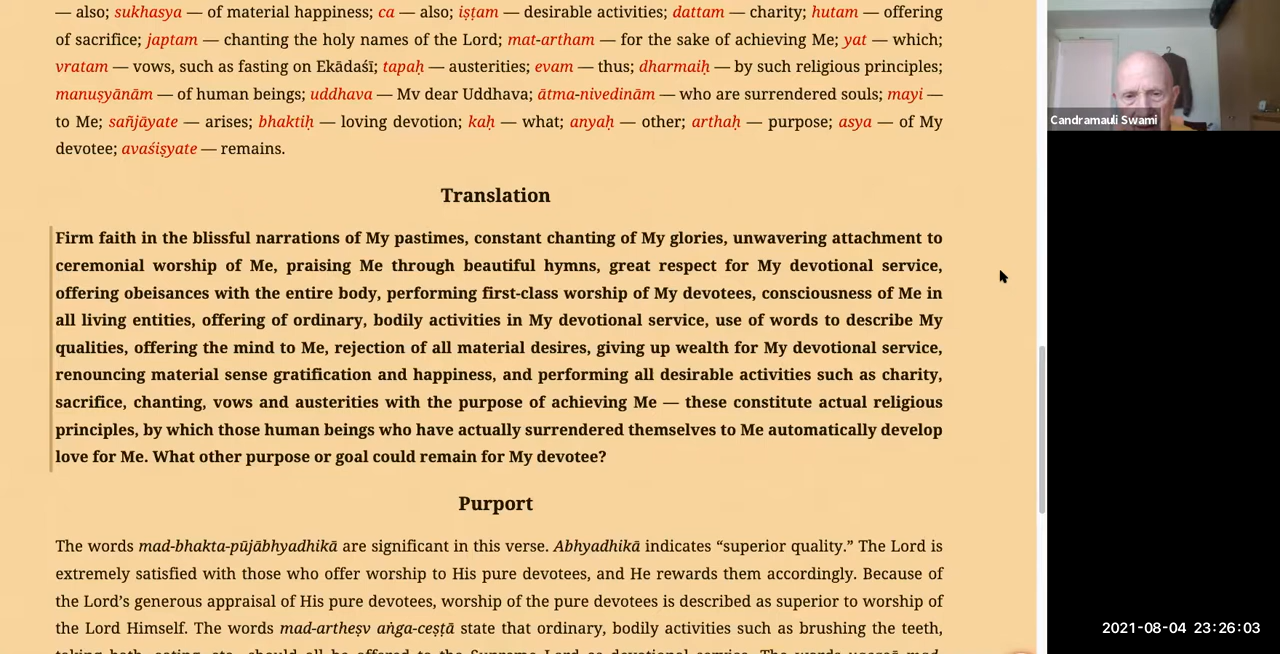 — also; sukhasya — of material happiness; ca — also; iṣṭam — desirable activities; dattam — charity; hutam — offering
of sacrifice; japtam — chanting the holy names of the Lord; mat-artham — for the sake of achieving Me; yat — which;
vratam — vows, such as fasting on Ekādaśī; tapaḥ — austerities; evam — thus; dharmaiḥ — by such religious principles;
manuṣyānām — of human beings; uddhava — Mv dear Uddhava; ātma-nivedinām — who are surrendered souls; mayi —
to Me; sañjāyate — arises; bhaktiḥ — loving devotion; kaḥ — what; anyaḥ — other; arthaḥ — purpose; asya — of My
devotee; avaśiṣyate — remains.
Translation
Firm faith in the blissful narrations of My pastimes, constant chanting of My glories, unwavering attachment to
ceremonial worship of Me, praising Me through beautiful hymns, great respect for My devotional service,
offering obeisances with the entire body, performing first-class worship of My devotees, consciousness of Me in
all living entities, offering of ordinary, bodily activities in My devotional service, use of words to describe My
qualities, offering the mind to Me, rejection of all material desires, giving up wealth for My devotional service,
renouncing material sense gratification and happiness, and performing all desirable activities such as charity,
sacrifice, chanting, vows and austerities with the purpose of achieving Me — these constitute actual religious
principles, by which those human beings who have actually surrendered themselves to Me automatically develop
love for Me. What other purpose or goal could remain for My devotee?
Purport
The words mad-bhakta-pūjābhyadhikā are significant in this verse. Abhyadhikā indicates “superior quality.” The Lord is
extremely satisfied with those who offer worship to His pure devotees, and He rewards them accordingly. Because of
the Lord’s generous appraisal of His pure devotees, worship of the pure devotees is described as superior to worship of
the Lord Himself. The words mad-artheṣv aṅga-ceṣṭā state that ordinary, bodily activities such as brushing the teeth,
Candramauli Swami
2021-08-04 23:26:03